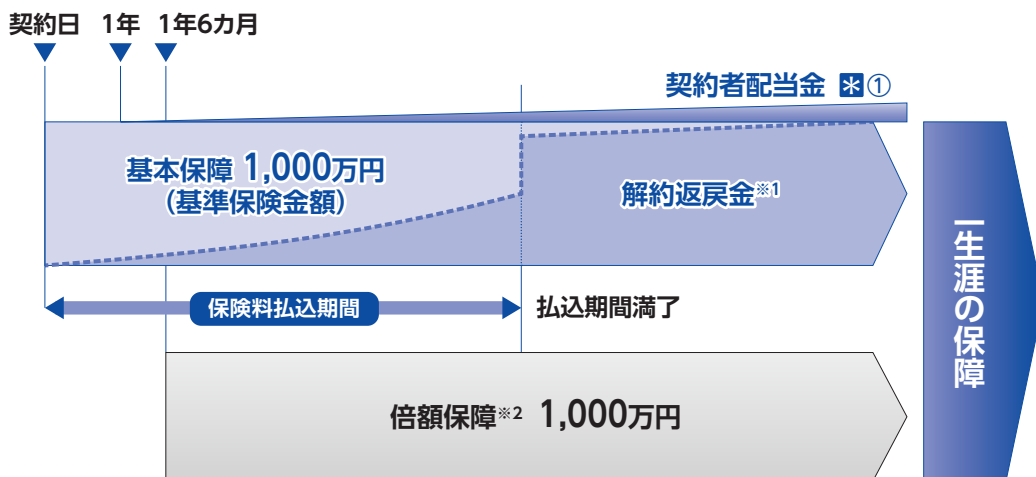 契約日 1年 1年6カ月
契約者配当金 *①
基本保障 1,000万円
（基準保険金額）
解約返戻金※1
保険料払込期間
払込期間満了
倍額保障※2 1,000万円
一生涯の保障